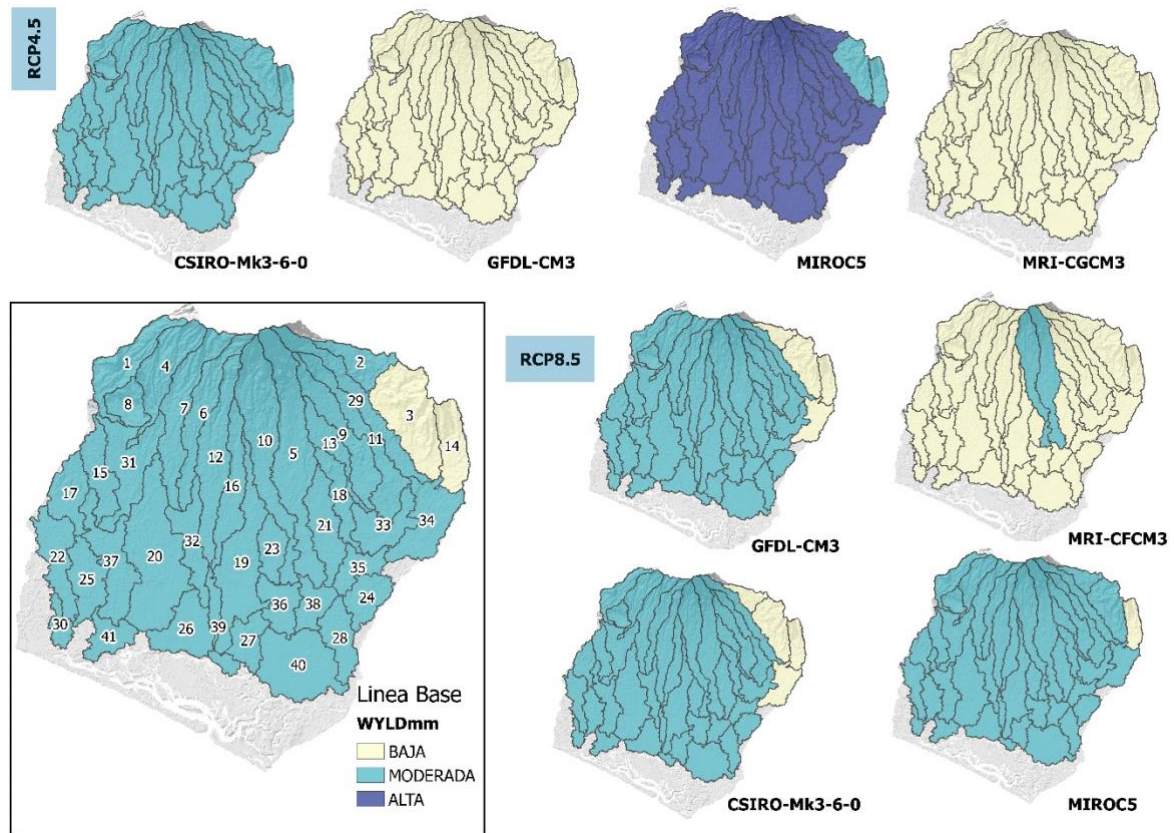 RCP4.5
CSIRO-Mk3-6-0
GFDL-CM3
MIROC5
MRI-CGCM3
1
4
2
8
7
6
29
3
10
9
11
14
13
5
12
15
31
16
17
18
21
33
34
32
23
22
37
20
19
35
25
36
38
24
30
41
26
39
27
28
40
Linea Base
WYLDmm
BAJA
MODERADA
ALTA
RCP8.5
GFDL-CM3
MRI-CFCM3
CSIRO-Mk3-6-0
MIROC5